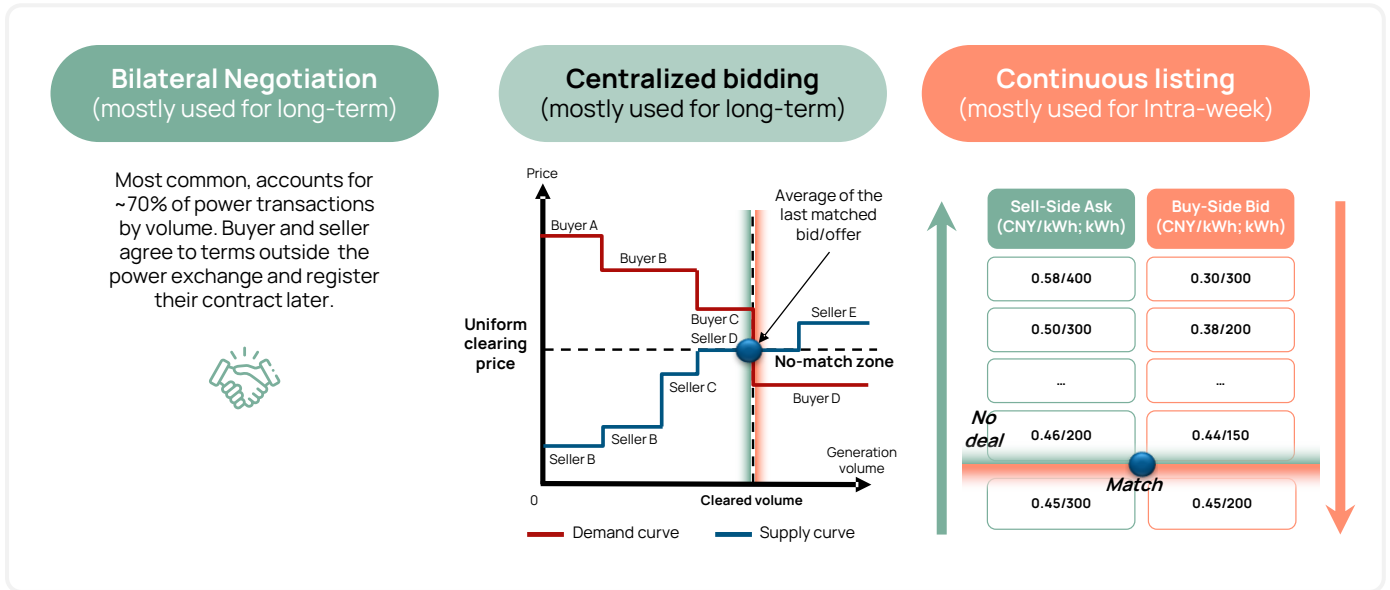 Bilateral Negotiation
(mostly used for long-term)
Most common, accounts for
~70% of power transactions
by volume. Buyer and seller
agree to terms outside the
power exchange and register
their contract later.
Centralized bidding
(mostly used for long-term)
Price
Average of the
last matched
bid/offer
Buyer A
Buyer B
Buyer C
Seller D
Seller E
Uniform
clearing
price
No-match zone
Seller C
Buyer D
Seller B
Seller B
Generation
volume
0
Cleared volume
Demand curve
Supply curve
Continuous listing
(mostly used for Intra-week)
Sell-Side Ask
(CNY/kWh; kWh)
Buy-Side Bid
(CNY/kWh; kWh)
0.58/400
0.30/300
0.50/300
0.38/200
...
...
No
deal
0.46/200
0.44/150
Match
0.45/300
0.45/200